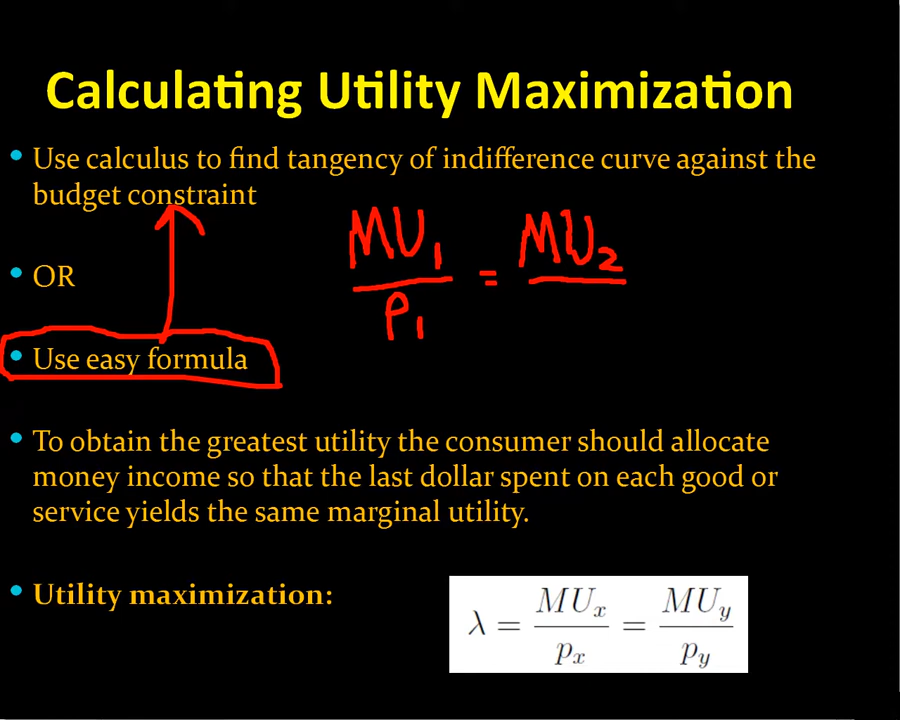 Calculating Utility Maximization
• Use calculus to find tangency of indifference curve against the
budget constraint
MU₁ = MU₂
P₁
• OR
• Use easy formula
• To obtain the greatest utility the consumer should allocate
money income so that the last dollar spent on each good or
service yields the same marginal utility.
• Utility maximization:
λ = MUₓ/pₓ = MUᵧ/pᵧ